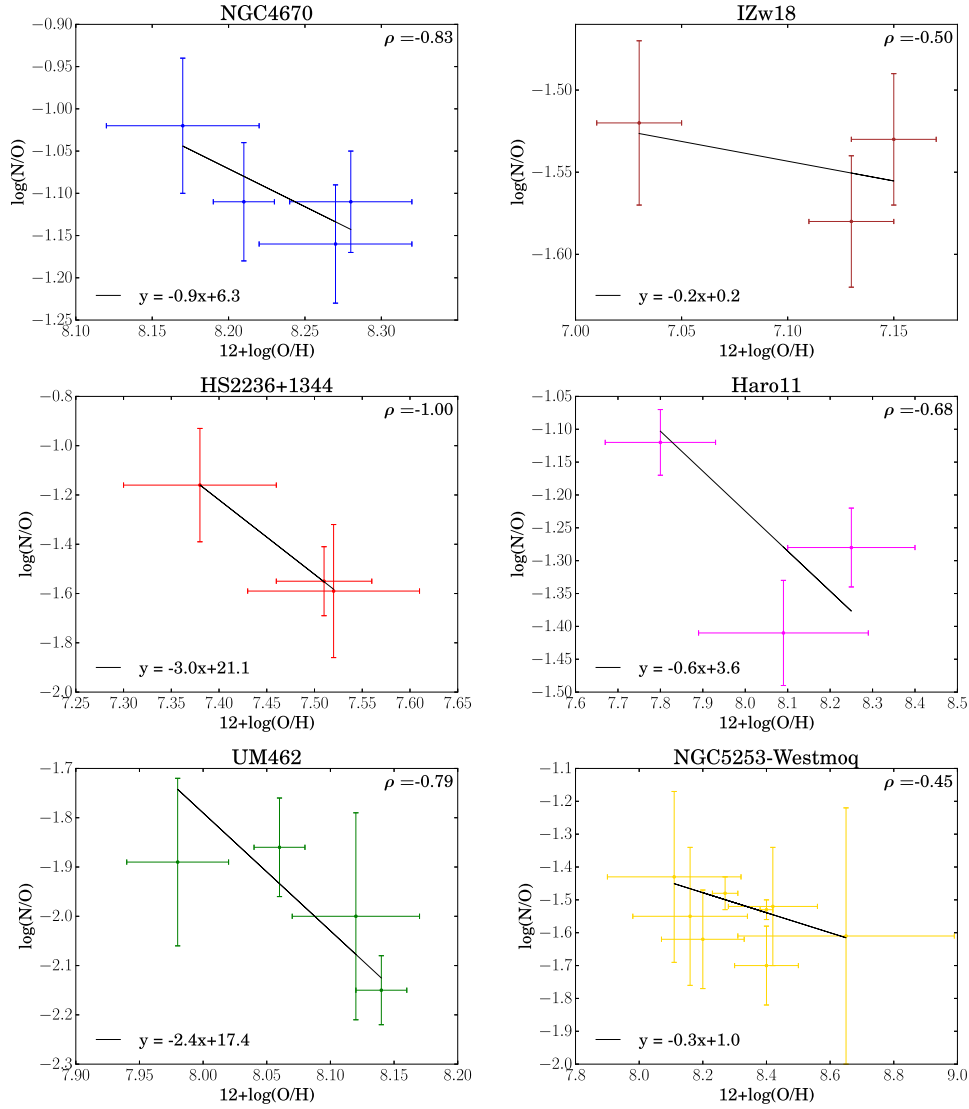 NGC4670
ρ =-0.83
log(N/O)
−0.90
−0.95
−1.00
−1.05
−1.10
−1.15
−1.20
−1.25
y = -0.9x+6.3
8.10 8.15 8.20 8.25 8.30
12+log(O/H)
IZw18
ρ =-0.50
log(N/O)
−1.50
−1.55
−1.60
y = -0.2x+0.2
7.00 7.05 7.10 7.15
12+log(O/H)
HS2236+1344
ρ =-1.00
log(N/O)
−0.8
−1.0
−1.2
−1.4
−1.6
−1.8
−2.0
y = -3.0x+21.1
7.25 7.30 7.35 7.40 7.45 7.50 7.55 7.60 7.65
12+log(O/H)
Haro11
ρ =-0.68
log(N/O)
−1.05
−1.10
−1.15
−1.20
−1.25
−1.30
−1.35
−1.40
−1.45
−1.50
y = -0.6x+3.6
7.6 7.7 7.8 7.9 8.0 8.1 8.2 8.3 8.4 8.5
12+log(O/H)
UM462
ρ =-0.79
log(N/O)
−1.7
−1.8
−1.9
−2.0
−2.1
−2.2
−2.3
y = -2.4x+17.4
7.90 7.95 8.00 8.05 8.10 8.15 8.20
12+log(O/H)
NGC5253-Westmoq
ρ =-0.45
log(N/O)
−1.1
−1.2
−1.3
−1.4
−1.5
−1.6
−1.7
−1.8
−1.9
−2.0
y = -0.3x+1.0
7.8 8.0 8.2 8.4 8.6 8.8 9.0
12+log(O/H)